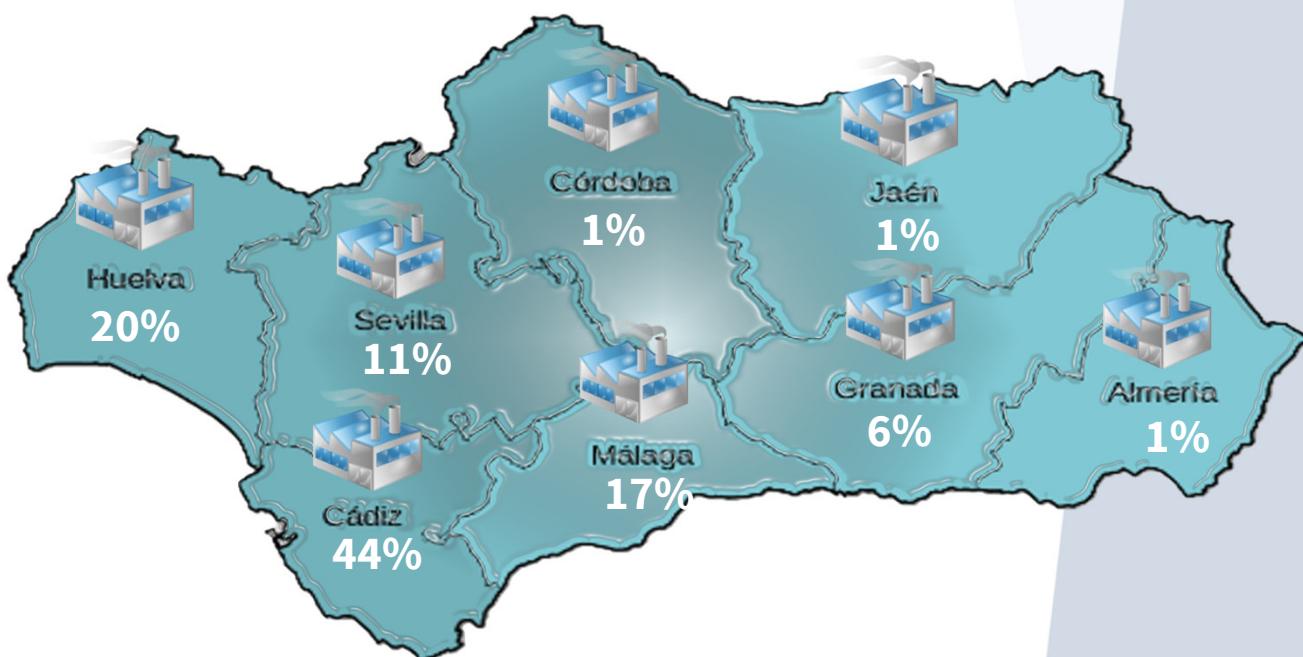 Córdoba
1%
Jaén
1%
Huelva
20%
Sevilla
11%
Granada
6%
Almería
1%
Málaga
17%
Cádiz
44%